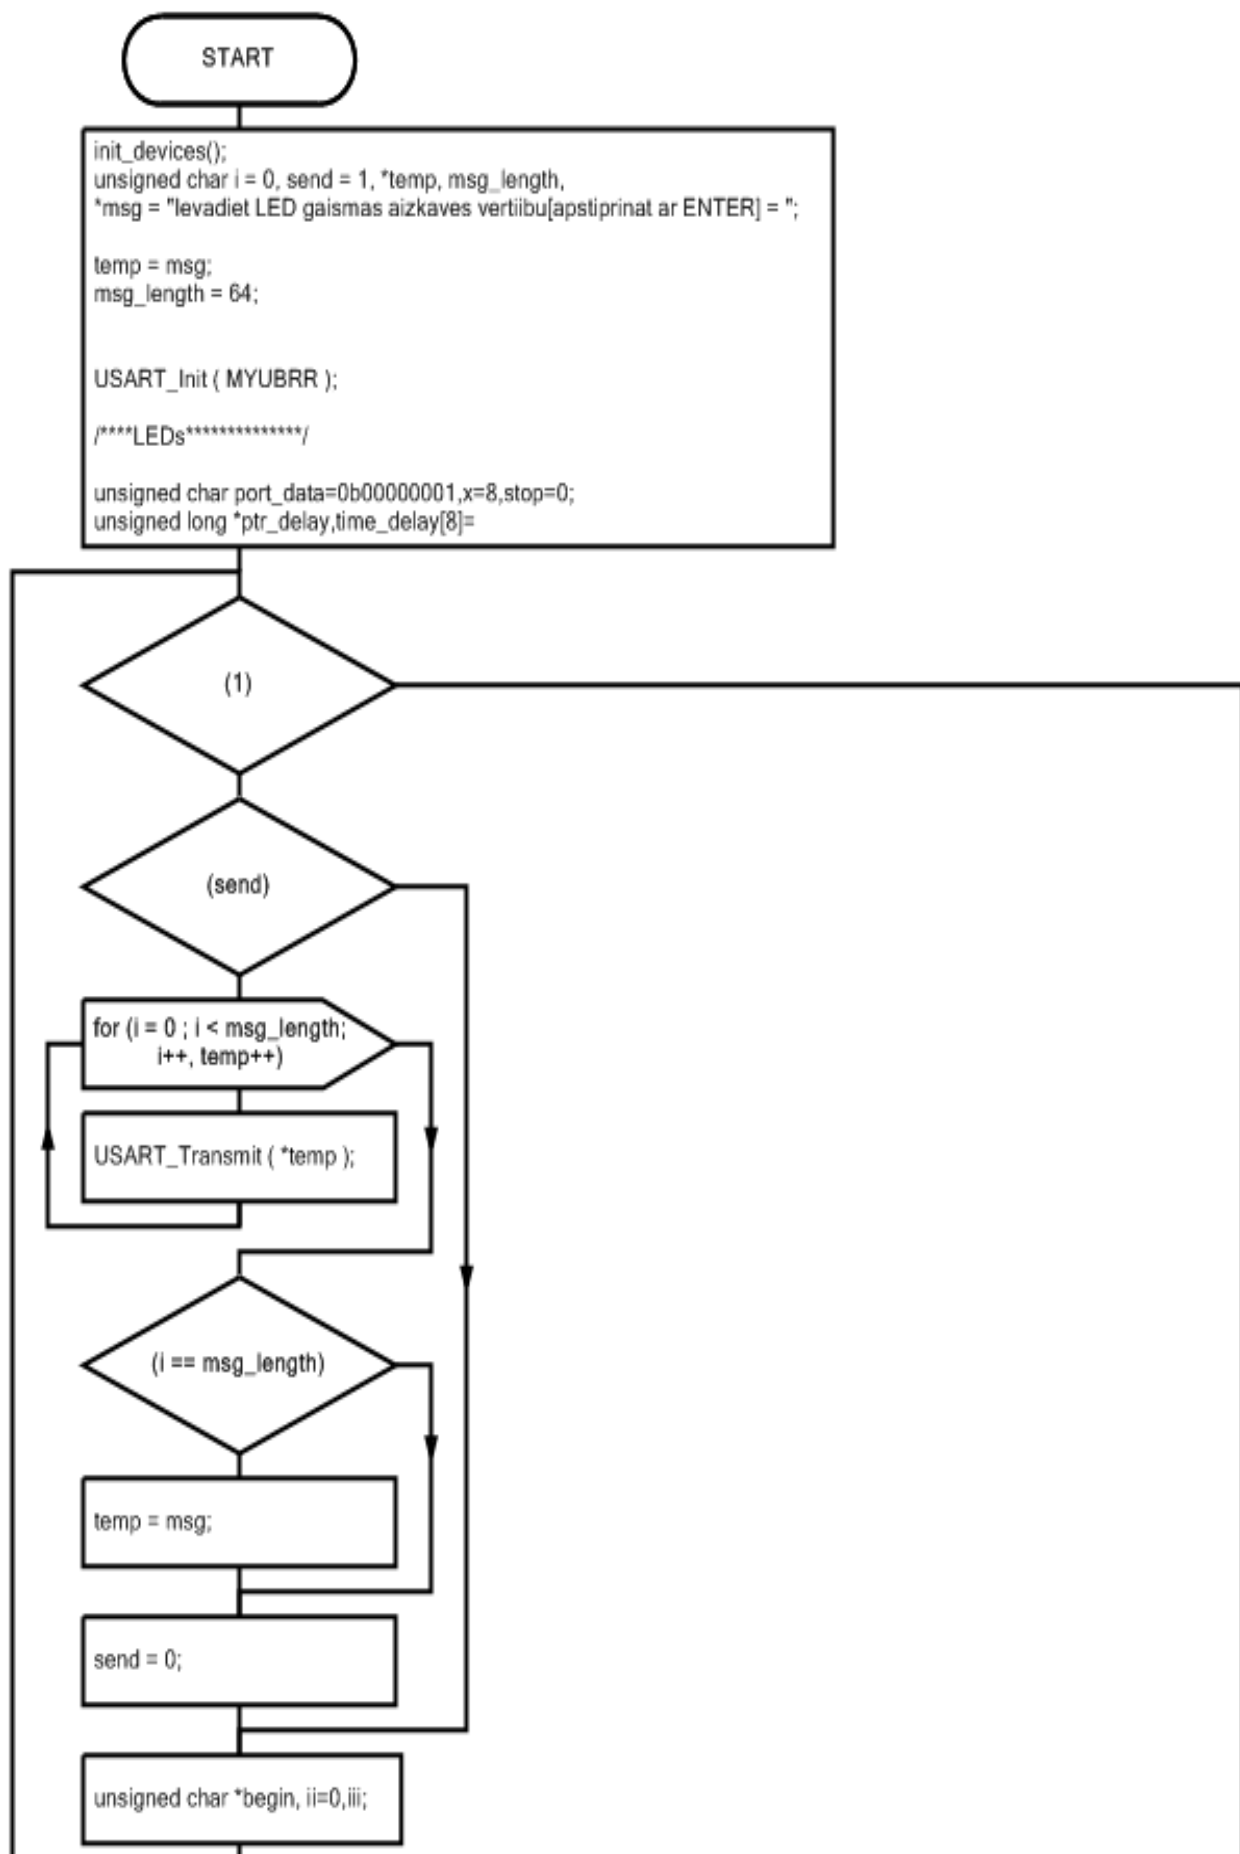 START
init_devices();
unsigned char i = 0, send = 1, *temp, msg_length,
*msg = "Ievadiet LED gaismas aizkaves vertiibu[apstiprinat ar ENTER] = ";
temp = msg;
msg_length = 64;
USART_Init ( MYUBRR );
/****LEDs**************/
unsigned char port_data=0b00000001,x=8,stop=0;
unsigned long *ptr_delay,time_delay[8]=
(1)
(send)
for (i = 0 ; i < msg_length;
i++, temp++)
USART_Transmit ( *temp );
(i == msg_length)
temp = msg;
send = 0;
unsigned char *begin, ii=0,iii;